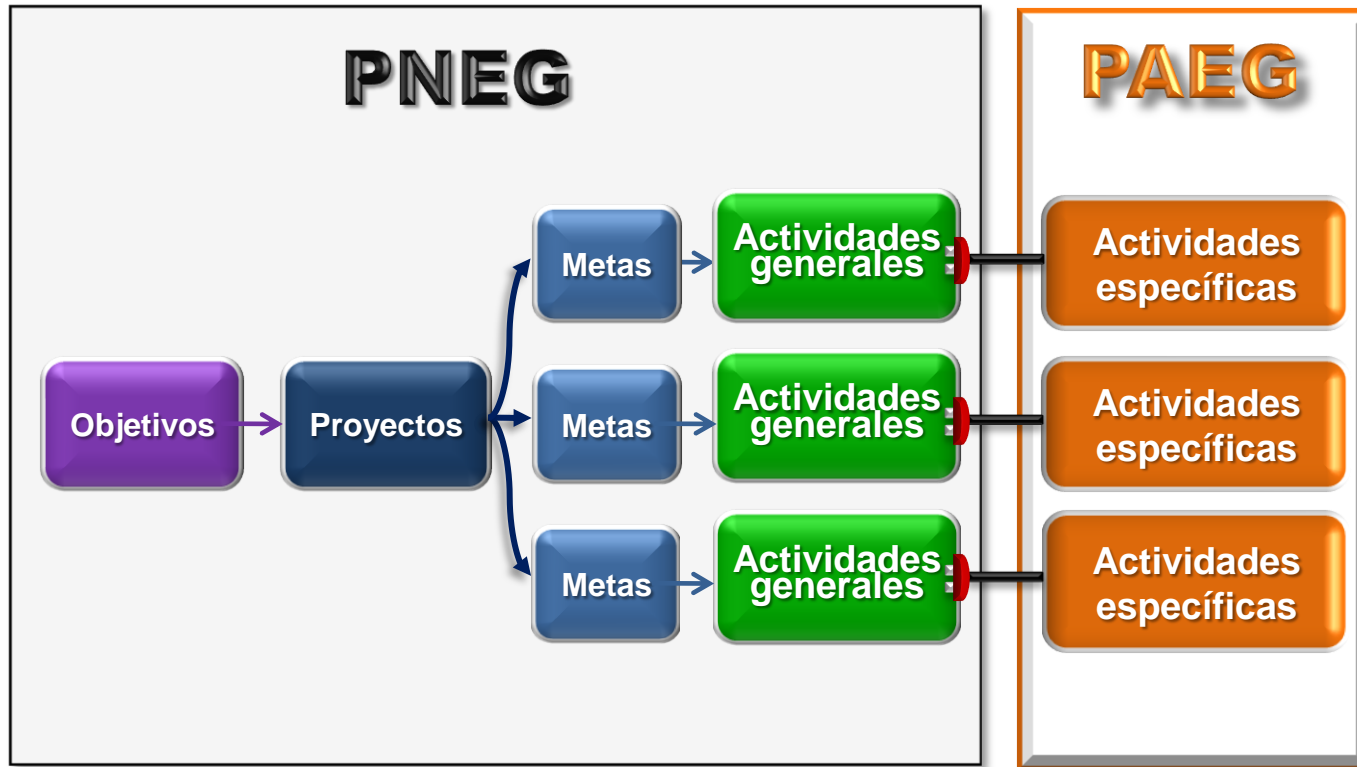 PNEG
PAEG
Objetivos
Proyectos
Metas
Actividades
generales
Actividades
específicas
Metas
Actividades
generales
Actividades
específicas
Metas
Actividades
generales
Actividades
específicas